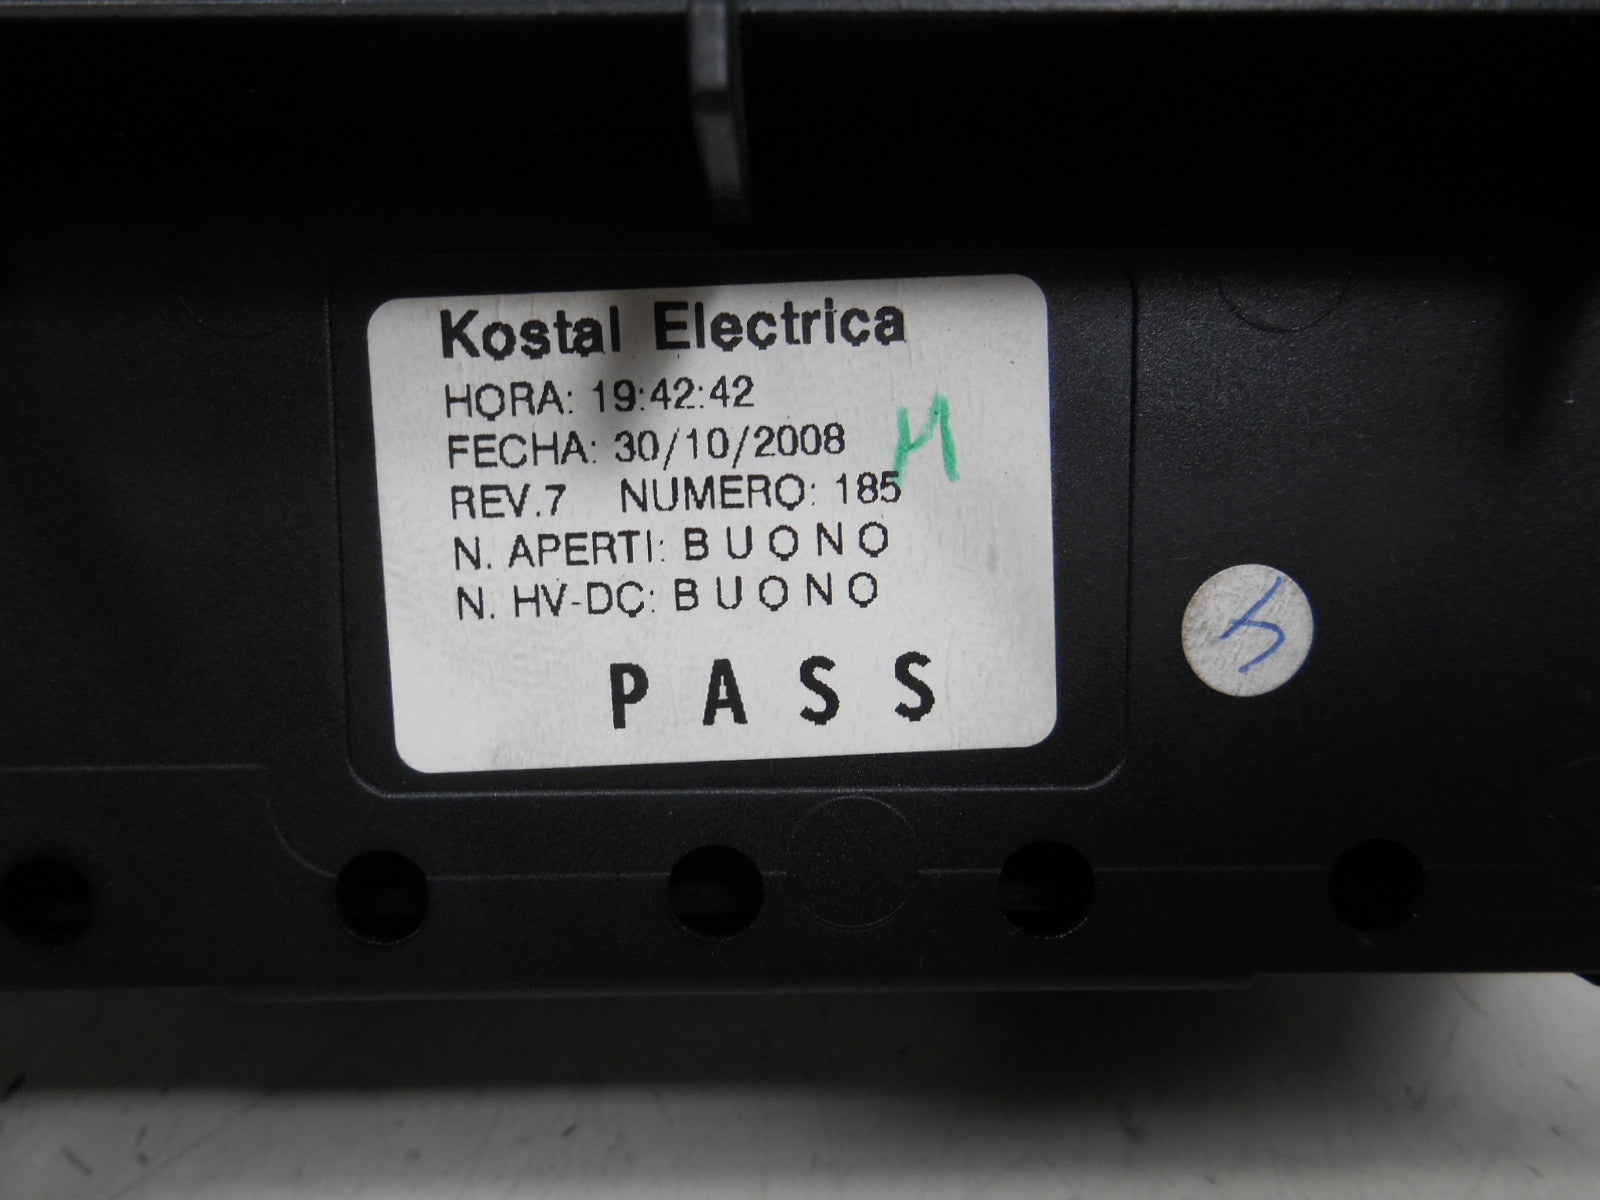 Kostal Electrica
HORA: 19:42:42
FECHA: 30/10/2008
REV.7 NUMERO: 185
N. APERTI: B U O N O
N. HV-DC: B U O N O
P A S S